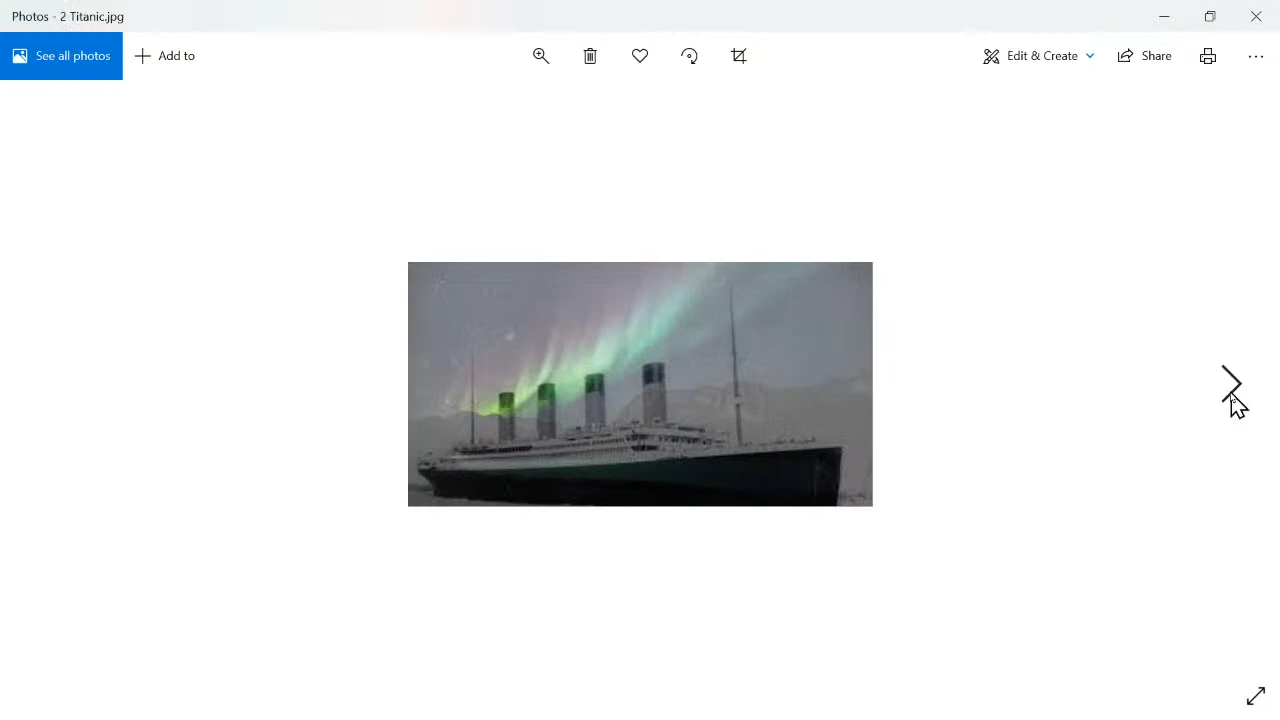 Photos - 2 Titanic.jpg
See all photos
Add to
Edit & Create
Share